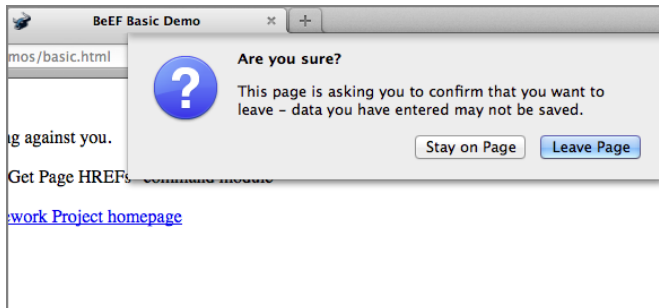 BeEF Basic Demo
mos/basic.html
Are you sure?
This page is asking you to confirm that you want to
leave – data you have entered may not be saved.
Stay on Page Leave Page
ng against you.
Get Page HREFs" command module
ework Project homepage